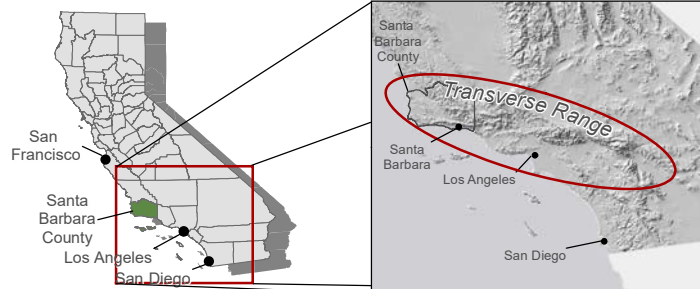 San
Francisco
Santa
Barbara
County
Los Angeles
San Diego
Santa
Barbara
County
Transverse Range
Santa
Barbara
Los Angeles
San Diego